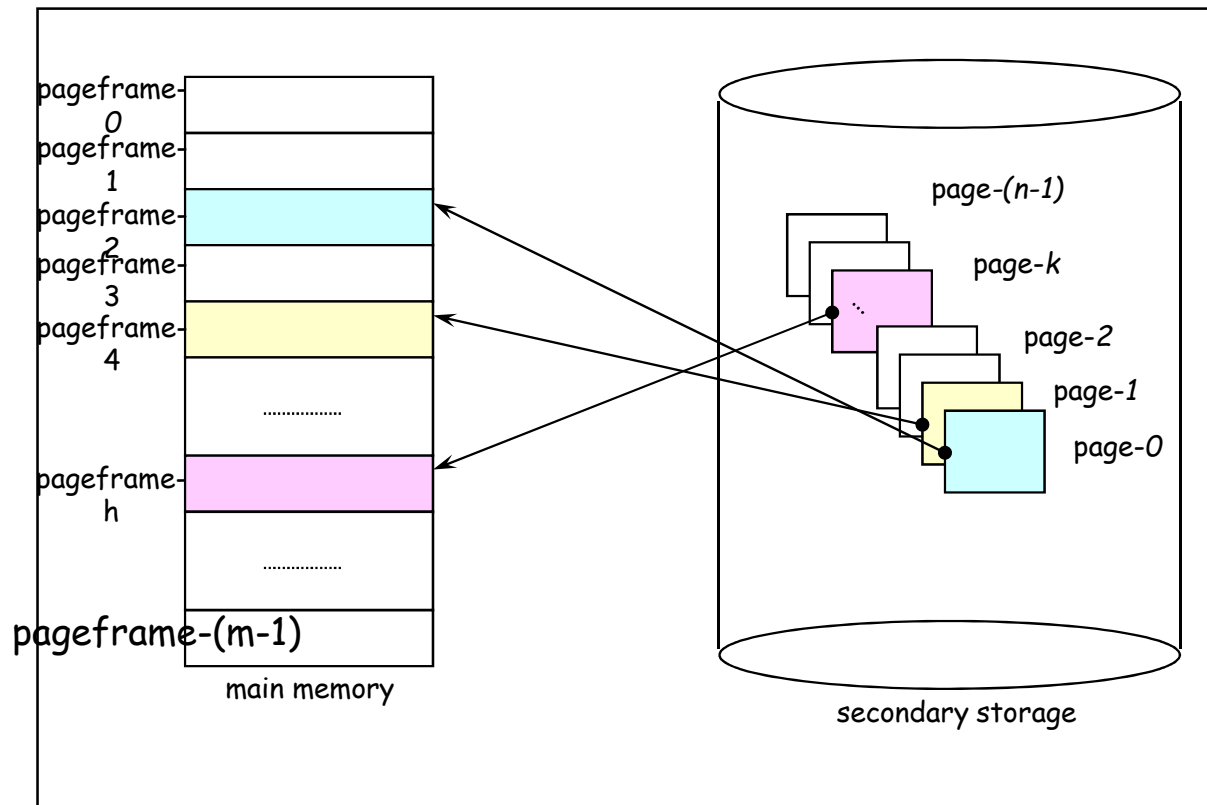 pageframe-
0
pageframe-
1
pageframe-
2
pageframe-
3
pageframe-
4
.................
pageframe-
h
.................
pageframe-(m-1)
main memory
page-(n-1)
page-k
...
page-2
page-1
page-0
secondary storage